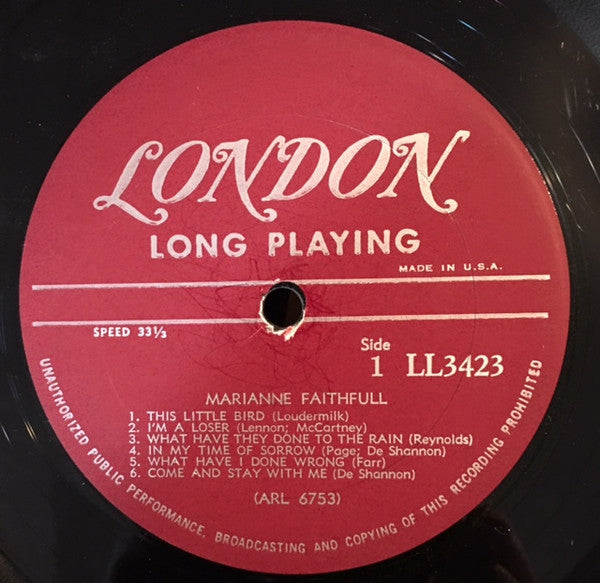 LONDON
LONG PLAYING
MADE IN U.S.A.
SPEED 33⅓
Side
1 LL3423
MARIANNE FAITHFULL
1. THIS LITTLE BIRD (Loudermilk)
2. I'M A LOSER (Lennon; McCartney)
3. WHAT HAVE THEY DONE TO THE RAIN (Reynolds)
4. IN MY TIME OF SORROW (Page; De Shannon)
5. WHAT HAVE I DONE WRONG (Farr)
6. COME AND STAY WITH ME (De Shannon)
(ARL 6753)
UNAUTHORIZED PUBLIC PERFORMANCE, BROADCASTING AND COPYING OF THIS RECORDING PROHIBITED